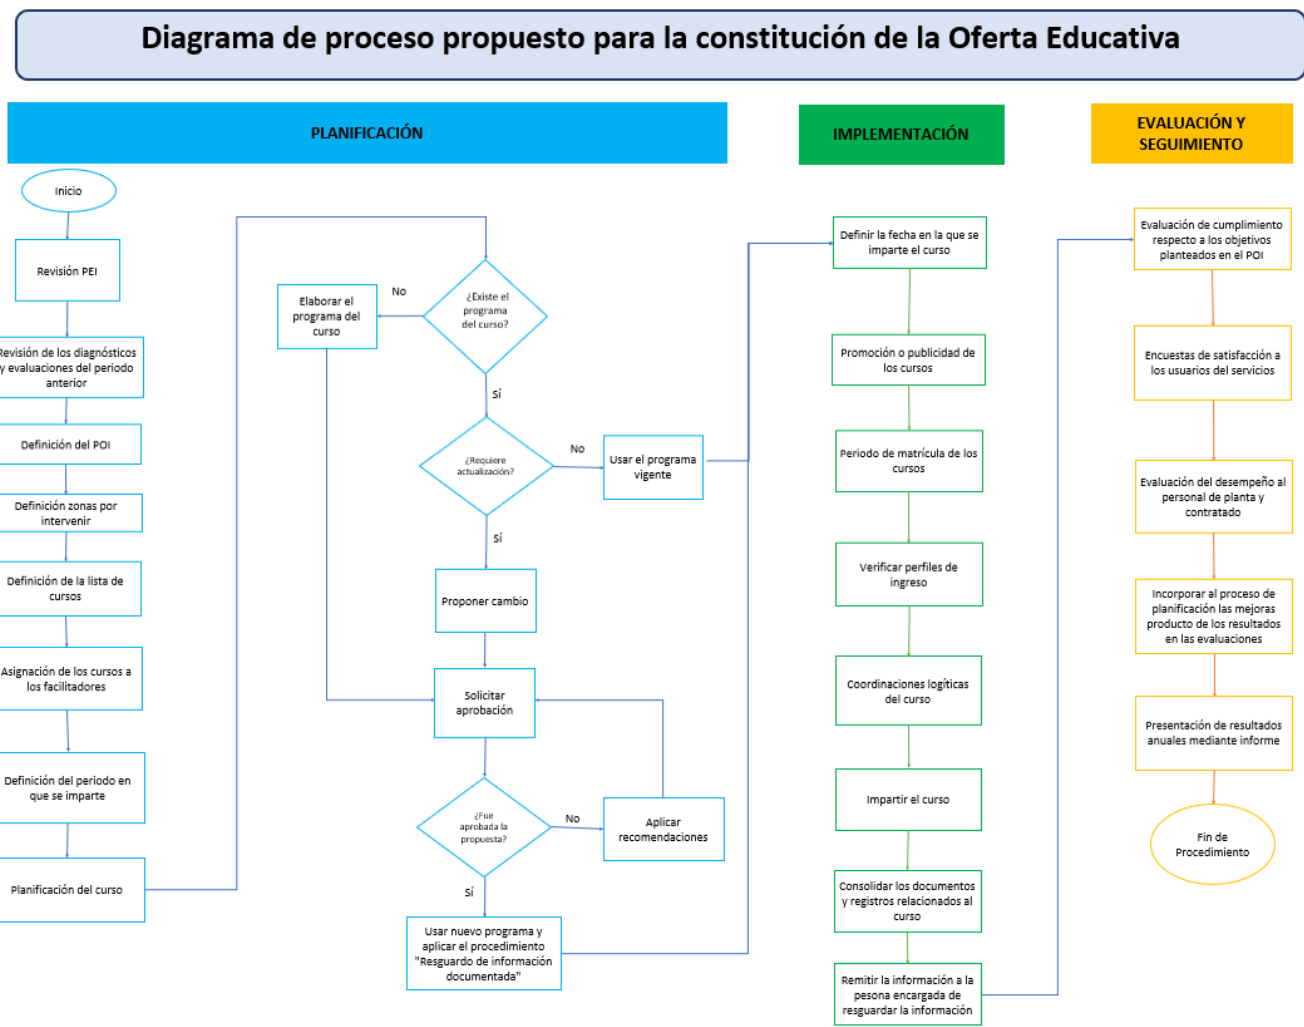 Diagrama de proceso propuesto para la constitución de la Oferta Educativa
PLANIFICACIÓN
Inicio
Revisión PEI
Revisión de los diagnósticos
y evaluaciones del periodo
anterior
Definición del POI
Definición zonas por
intervenir
Definición de la lista de
cursos
Asignación de los cursos a
los facilitadores
Definición del periodo en
que se imparte
Planificación del curso
¿Existe el
programa
del curso?
No
Elaborar el
programa del
curso
Sí
¿Requiere
actualización?
No
Usar el programa
vigente
Sí
Proponer cambio
Solicitar
aprobación
¿Fue
aprobada la
propuesta?
No
Aplicar
recomendaciones
Sí
Usar nuevo programa y
aplicar el procedimiento
"Resguardo de información
documentada"
IMPLEMENTACIÓN
Definir la fecha en la que se
imparte el curso
Promoción o publicidad de
los cursos
Periodo de matrícula de los
cursos
Verificar perfiles de
ingreso
Coordinaciones logíticas
del curso
Impartir el curso
Consolidar los documentos
y registros relacionados al
curso
Remitir la información a la
pesona encargada de
resguardar la información
EVALUACIÓN Y
SEGUIMIENTO
Evaluación de cumplimiento
respecto a los objetivos
planteados en el POI
Encuestas de satisfacción a
los usuarios del servicios
Evaluación del desempeño al
personal de planta y
contratado
Incorporar al proceso de
planificación las mejoras
producto de los resultados
en las evaluaciones
Presentación de resultados
anuales mediante informe
Fin de
Procedimiento